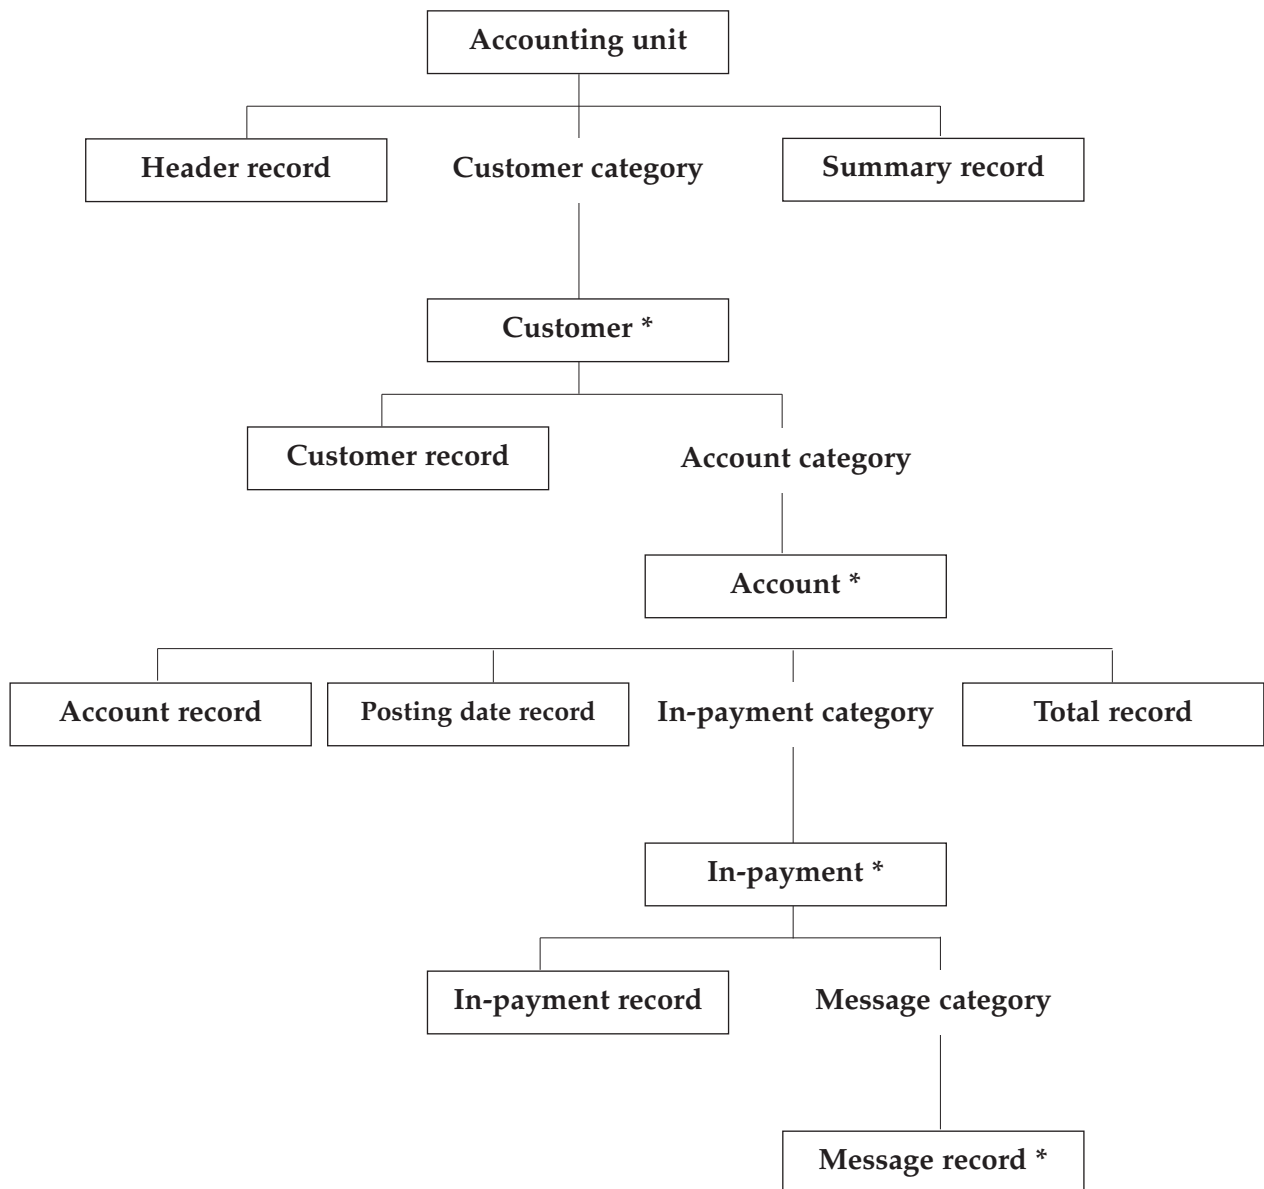 Accounting unit
Header record
Customer category
Summary record
Customer *
Customer record
Account category
Account *
Account record
Posting date record
In-payment category
Total record
In-payment *
In-payment record
Message category
Message record *